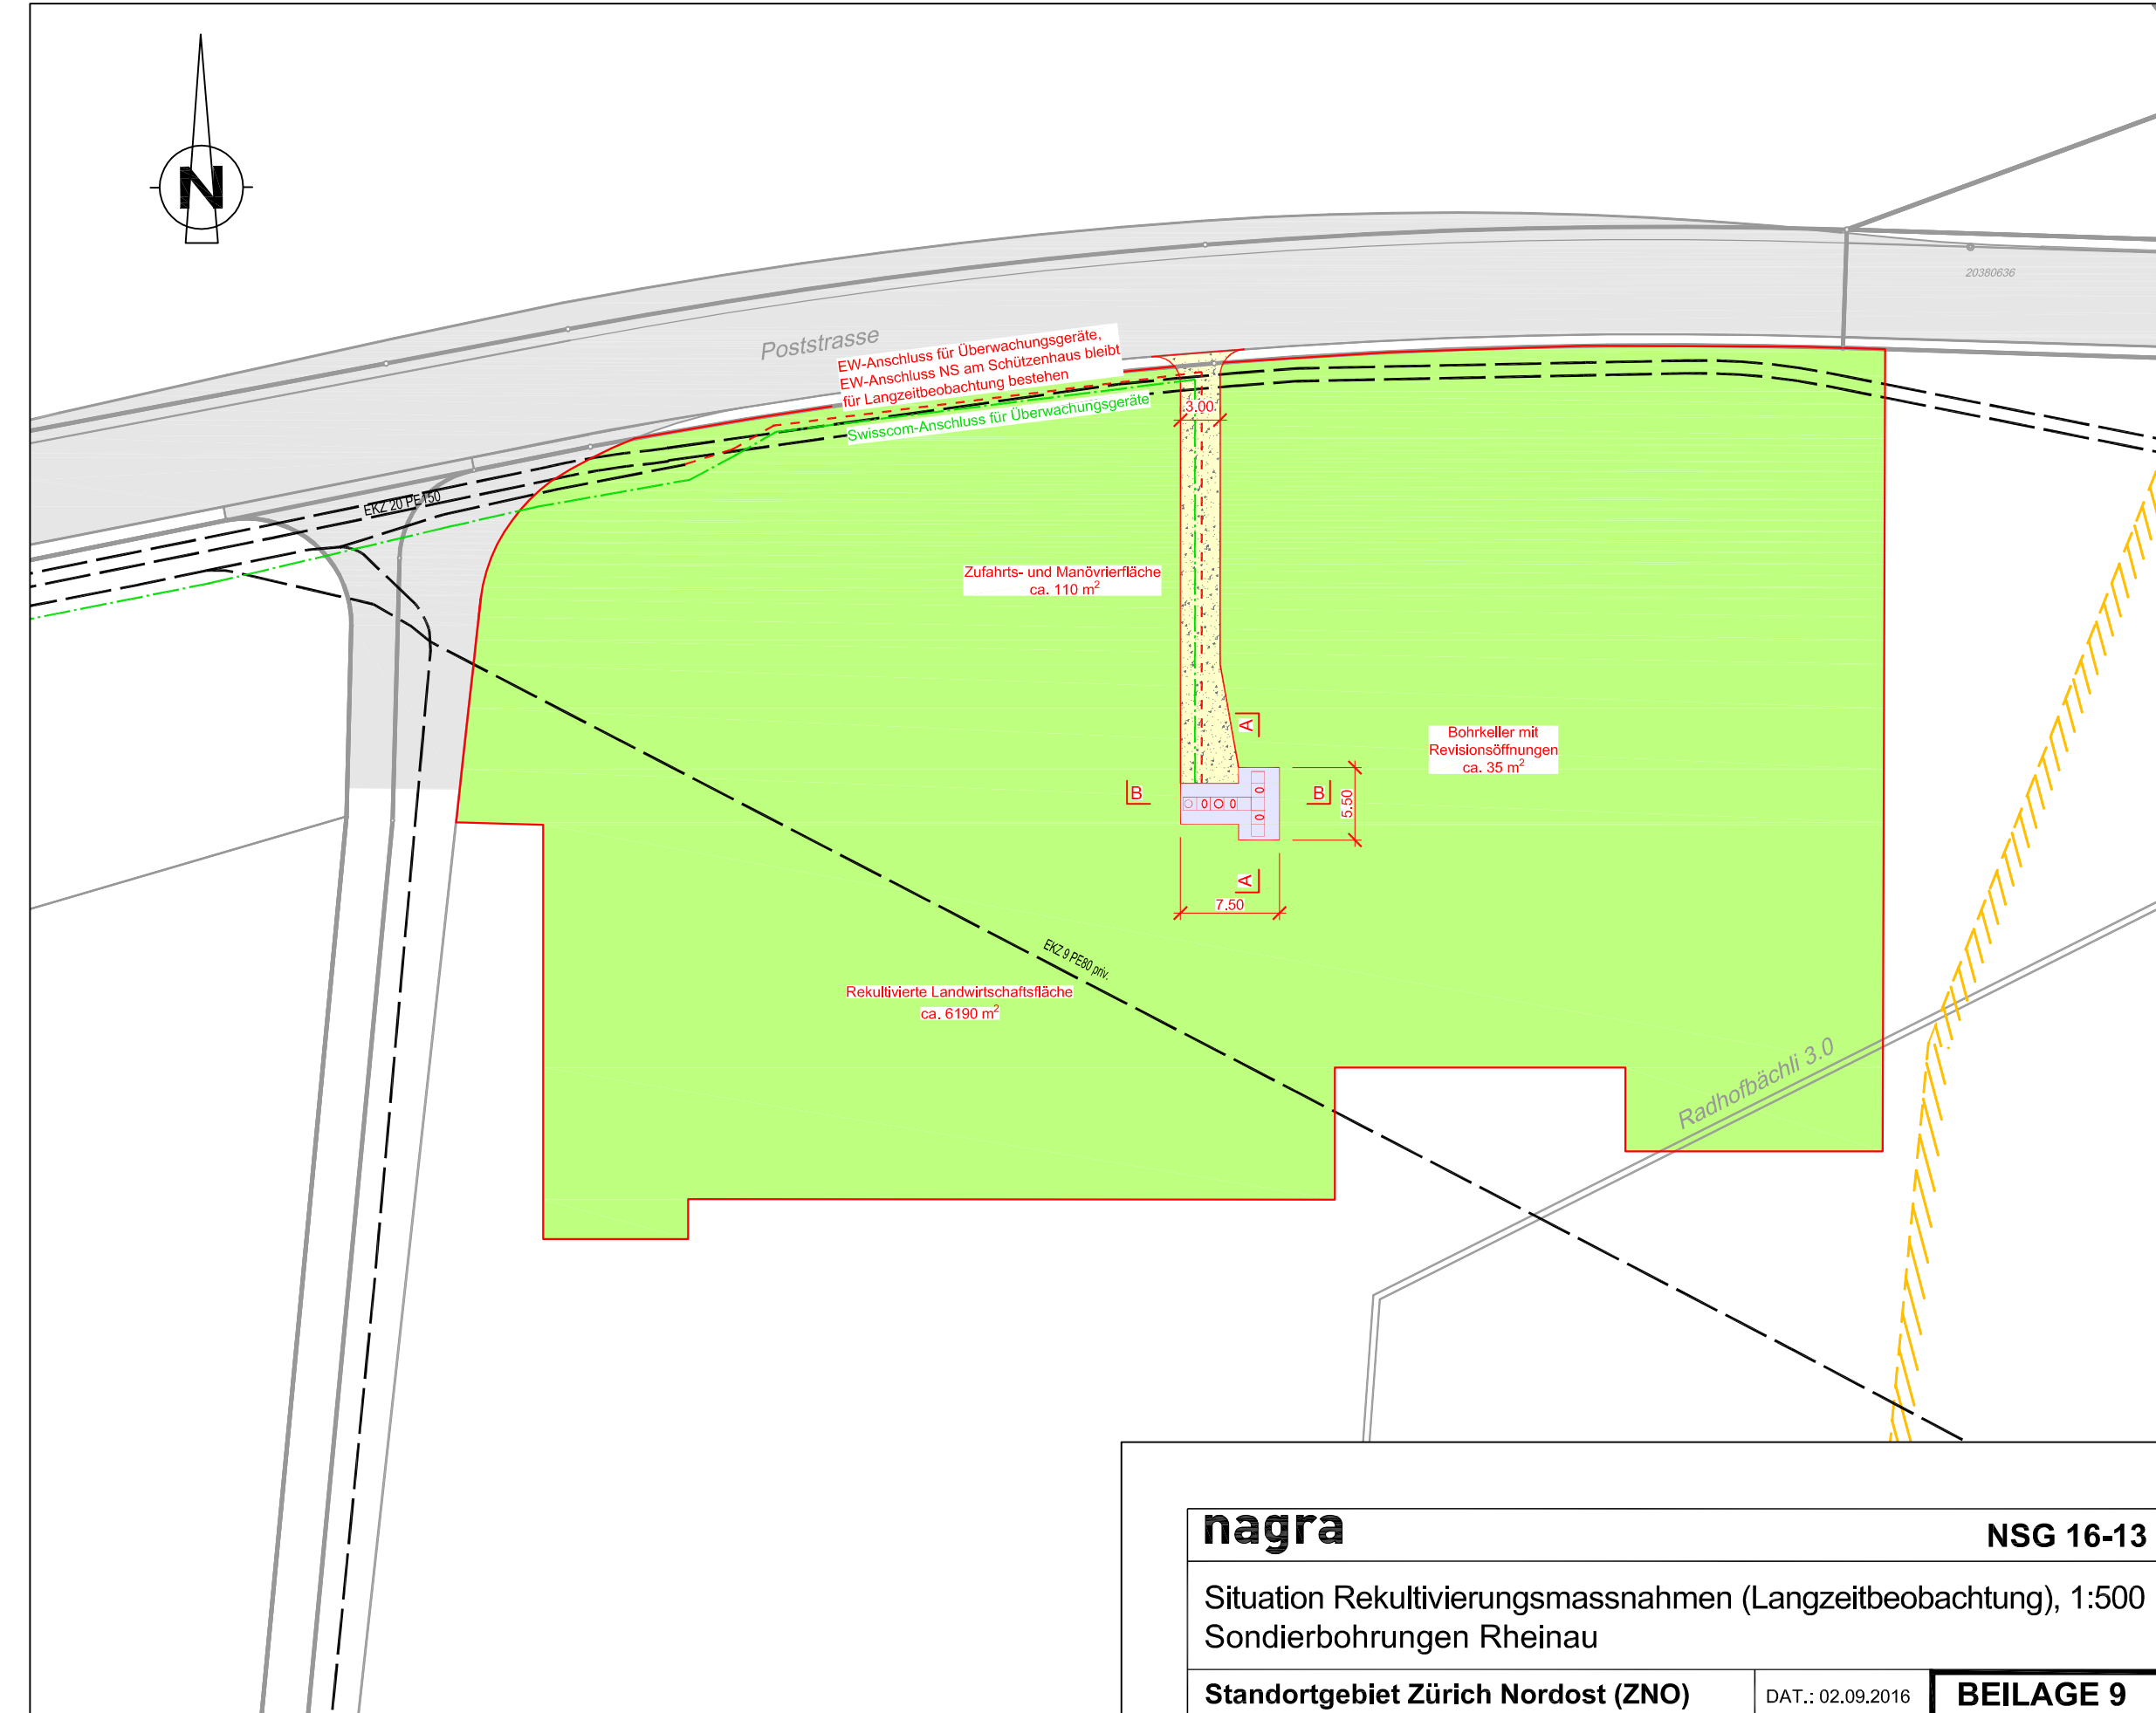 N
20380636
Poststrasse
EW-Anschluss für Überwachungsgeräte,
EW-Anschluss NS am Schützenhaus bleibt
für Langzeitbeobachtung bestehen
Swisscom-Anschluss für Überwachungsgeräte
3.00
EKZ 20 PE150
Zufahrts- und Manövrierfläche
ca. 110 m²
A
Bohrkeller mit
Revisionsöffnungen
ca. 35 m²
B
B
5.50
A
7.50
EKZ 9 PE80 priv.
Rekultivierte Landwirtschaftsfläche
ca. 6190 m²
Radhofbächli 3.0
nagra
NSG 16-13
Situation Rekultivierungsmassnahmen (Langzeitbeobachtung), 1:500
Sondierbohrungen Rheinau
Standortgebiet Zürich Nordost (ZNO)
DAT.: 02.09.2016
BEILAGE 9